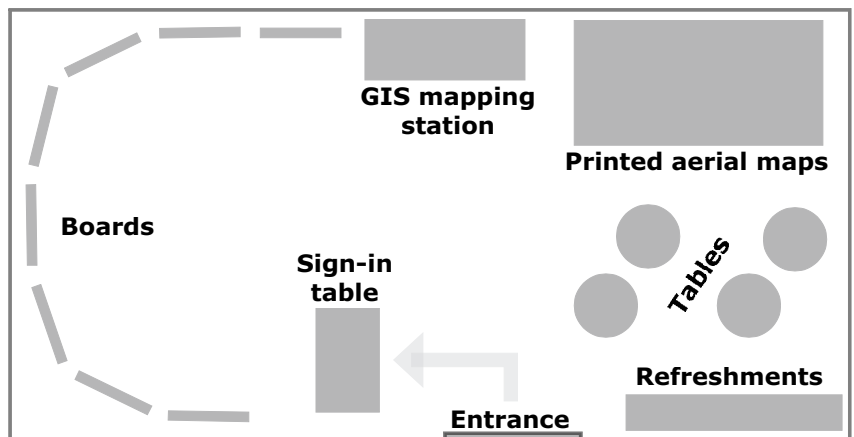 GIS mapping
station
Printed aerial maps
Boards
Sign-in
table
Tables
Refreshments
Entrance